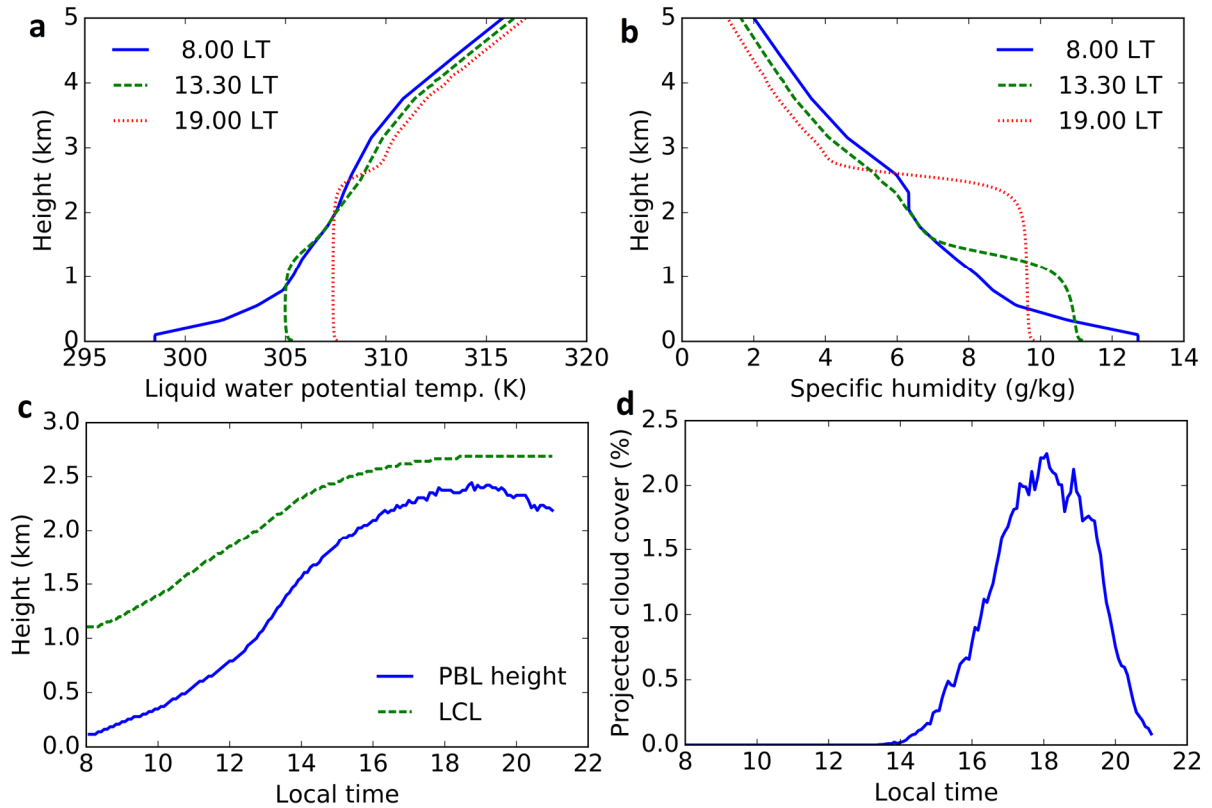 a
8.00 LT
13.30 LT
19.00 LT
Height (km)
5
4
3
2
1
0
295 300 305 310 315 320
Liquid water potential temp. (K)
b
8.00 LT
13.30 LT
19.00 LT
Height (km)
5
4
3
2
1
0
0 2 4 6 8 10 12 14
Specific humidity (g/kg)
c
Height (km)
3.0
2.5
2.0
1.5
1.0
0.5
0.0
PBL height
LCL
8 10 12 14 16 18 20 22
Local time
d
Projected cloud cover (%)
2.5
2.0
1.5
1.0
0.5
0.0
8 10 12 14 16 18 20 22
Local time